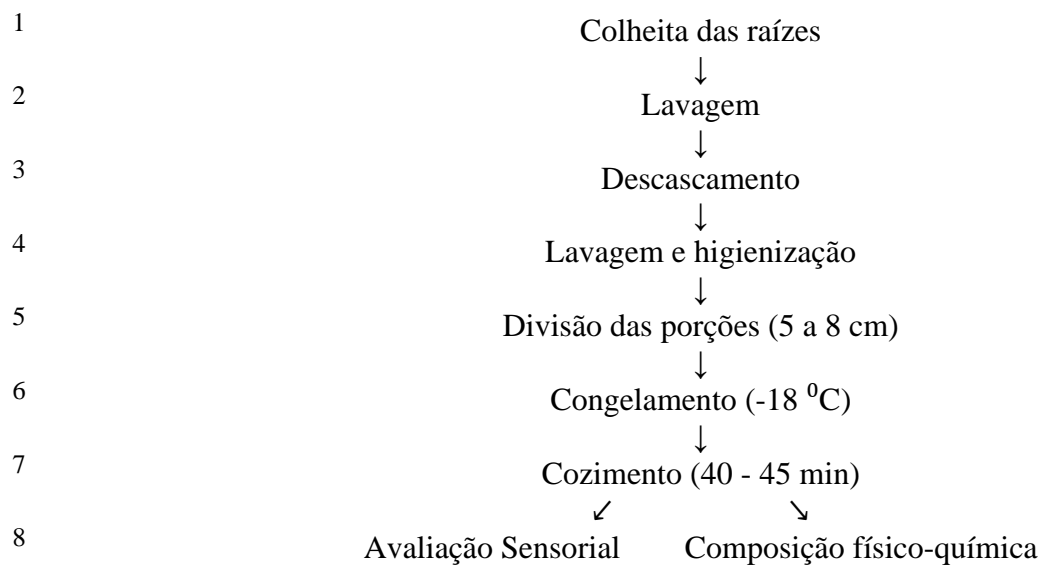 1 Colheita das raízes
↓
2 Lavagem
↓
3 Descascamento
↓
4 Lavagem e higienização
↓
5 Divisão das porções (5 a 8 cm)
↓
6 Congelamento (-18 ⁰C)
↓
7 Cozimento (40 - 45 min)
↙ ↘
8 Avaliação Sensorial Composição físico-química